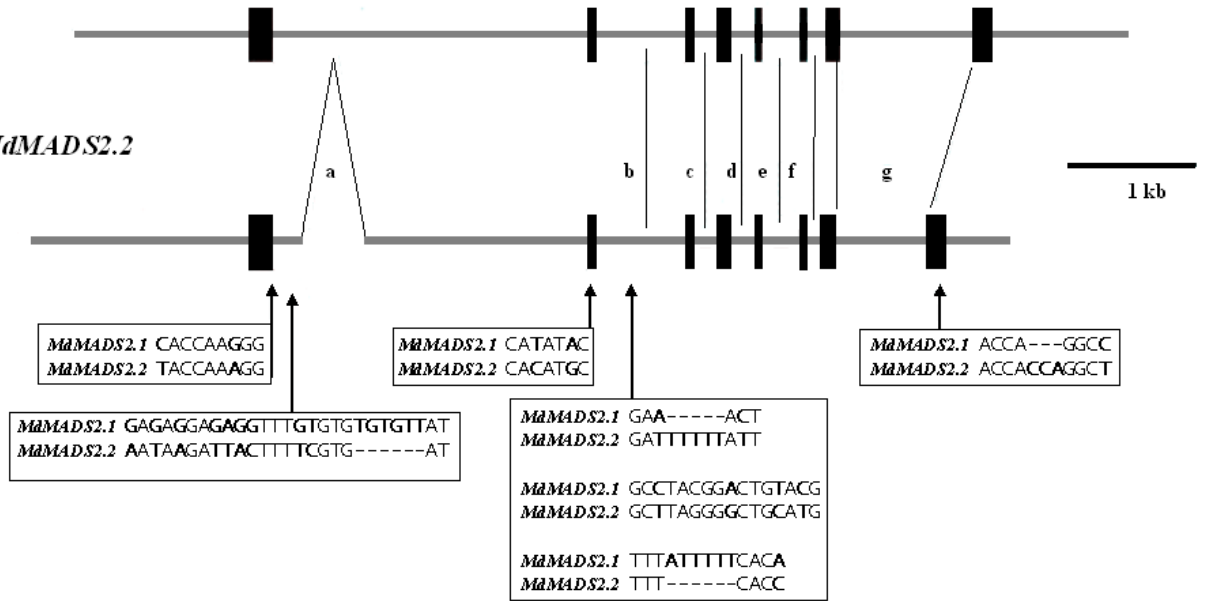 dMADS2.2
a b c d e f g
1 kb
MdMADS2.1 CACCAAGGG
MdMADS2.2 TACCAAAGG
MdMADS2.1 GAGAGGAGAGGTTTGTGTGTGTGTGTTAT
MdMADS2.2 AATAAGATTACTTTTCGTG------AT
MdMADS2.1 CATATAC
MdMADS2.2 CACATGC
MdMADS2.1 GAA-----ACT
MdMADS2.2 GATTTTTTATT
MdMADS2.1 GCCTACGGACTGTACG
MdMADS2.2 GCTTAGGGGCTGCATG
MdMADS2.1 TTTATTTTTCACA
MdMADS2.2 TTT------CACC
MdMADS2.1 ACCA---GGCC
MdMADS2.2 ACCACCAGGCT